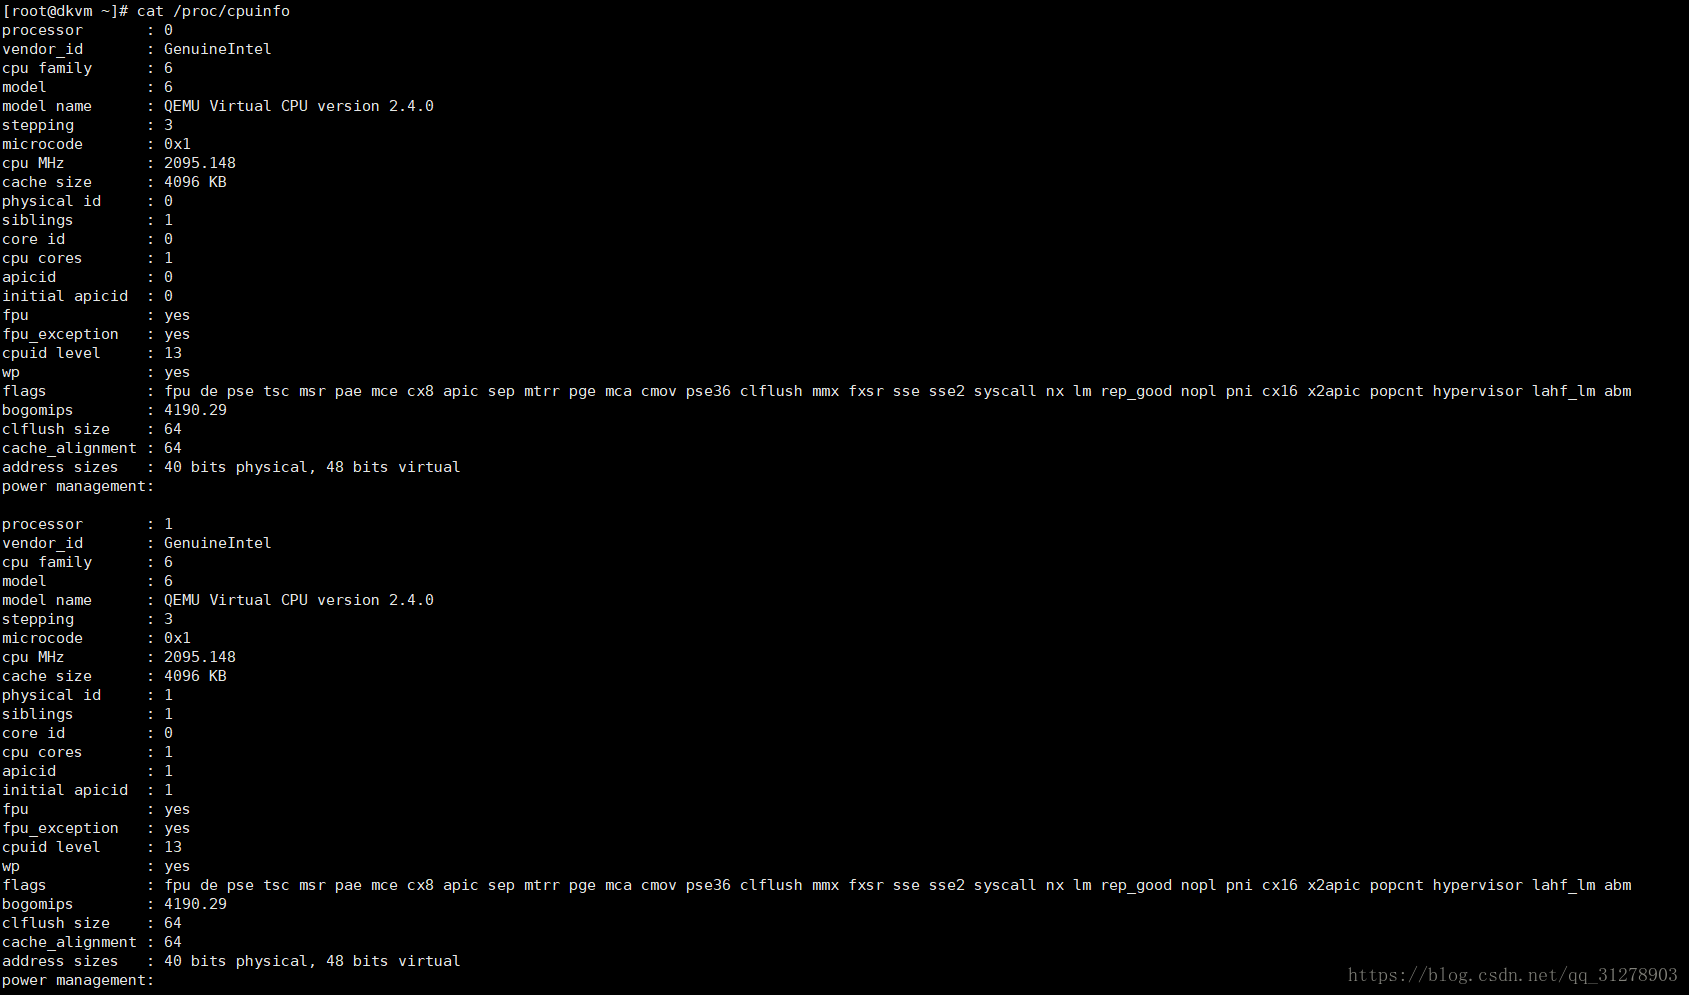 [root@dkvm ~]# cat /proc/cpuinfo
processor : 0
vendor_id : GenuineIntel
cpu family : 6
model : 6
model name : QEMU Virtual CPU version 2.4.0
stepping : 3
microcode : 0x1
cpu MHz : 2095.148
cache size : 4096 KB
physical id : 0
siblings : 1
core id : 0
cpu cores : 1
apicid : 0
initial apicid : 0
fpu : yes
fpu_exception : yes
cpuid level : 13
wp : yes
flags : fpu de pse tsc msr pae mce cx8 apic sep mtrr pge mca cmov pse36 clflush mmx fxsr sse sse2 syscall nx lm rep_good nopl pni cx16 x2apic popcnt hypervisor lahf_lm abm
bogomips : 4190.29
clflush size : 64
cache_alignment : 64
address sizes : 40 bits physical, 48 bits virtual
power management:
processor : 1
vendor_id : GenuineIntel
cpu family : 6
model : 6
model name : QEMU Virtual CPU version 2.4.0
stepping : 3
microcode : 0x1
cpu MHz : 2095.148
cache size : 4096 KB
physical id : 1
siblings : 1
core id : 0
cpu cores : 1
apicid : 1
initial apicid : 1
fpu : yes
fpu_exception : yes
cpuid level : 13
wp : yes
flags : fpu de pse tsc msr pae mce cx8 apic sep mtrr pge mca cmov pse36 clflush mmx fxsr sse sse2 syscall nx lm rep_good nopl pni cx16 x2apic popcnt hypervisor lahf_lm abm
bogomips : 4190.29
clflush size : 64
cache_alignment : 64
address sizes : 40 bits physical, 48 bits virtual
power management:
https://blog.csdn.net/qq_31278903